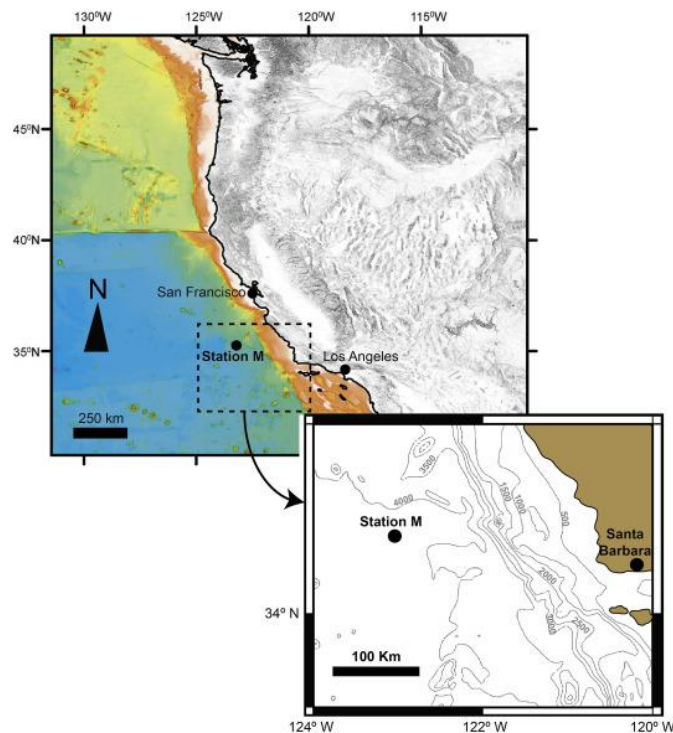 130°W 125°W 120°W 115°W
45°N
40°N
N
San Francisco
35°N
Station M
Los Angeles
250 km
3500
4000
1500
1000
500
Station M
Santa
Barbara
2000
2500
3000
34° N
100 Km
124° W 122° W 120° W